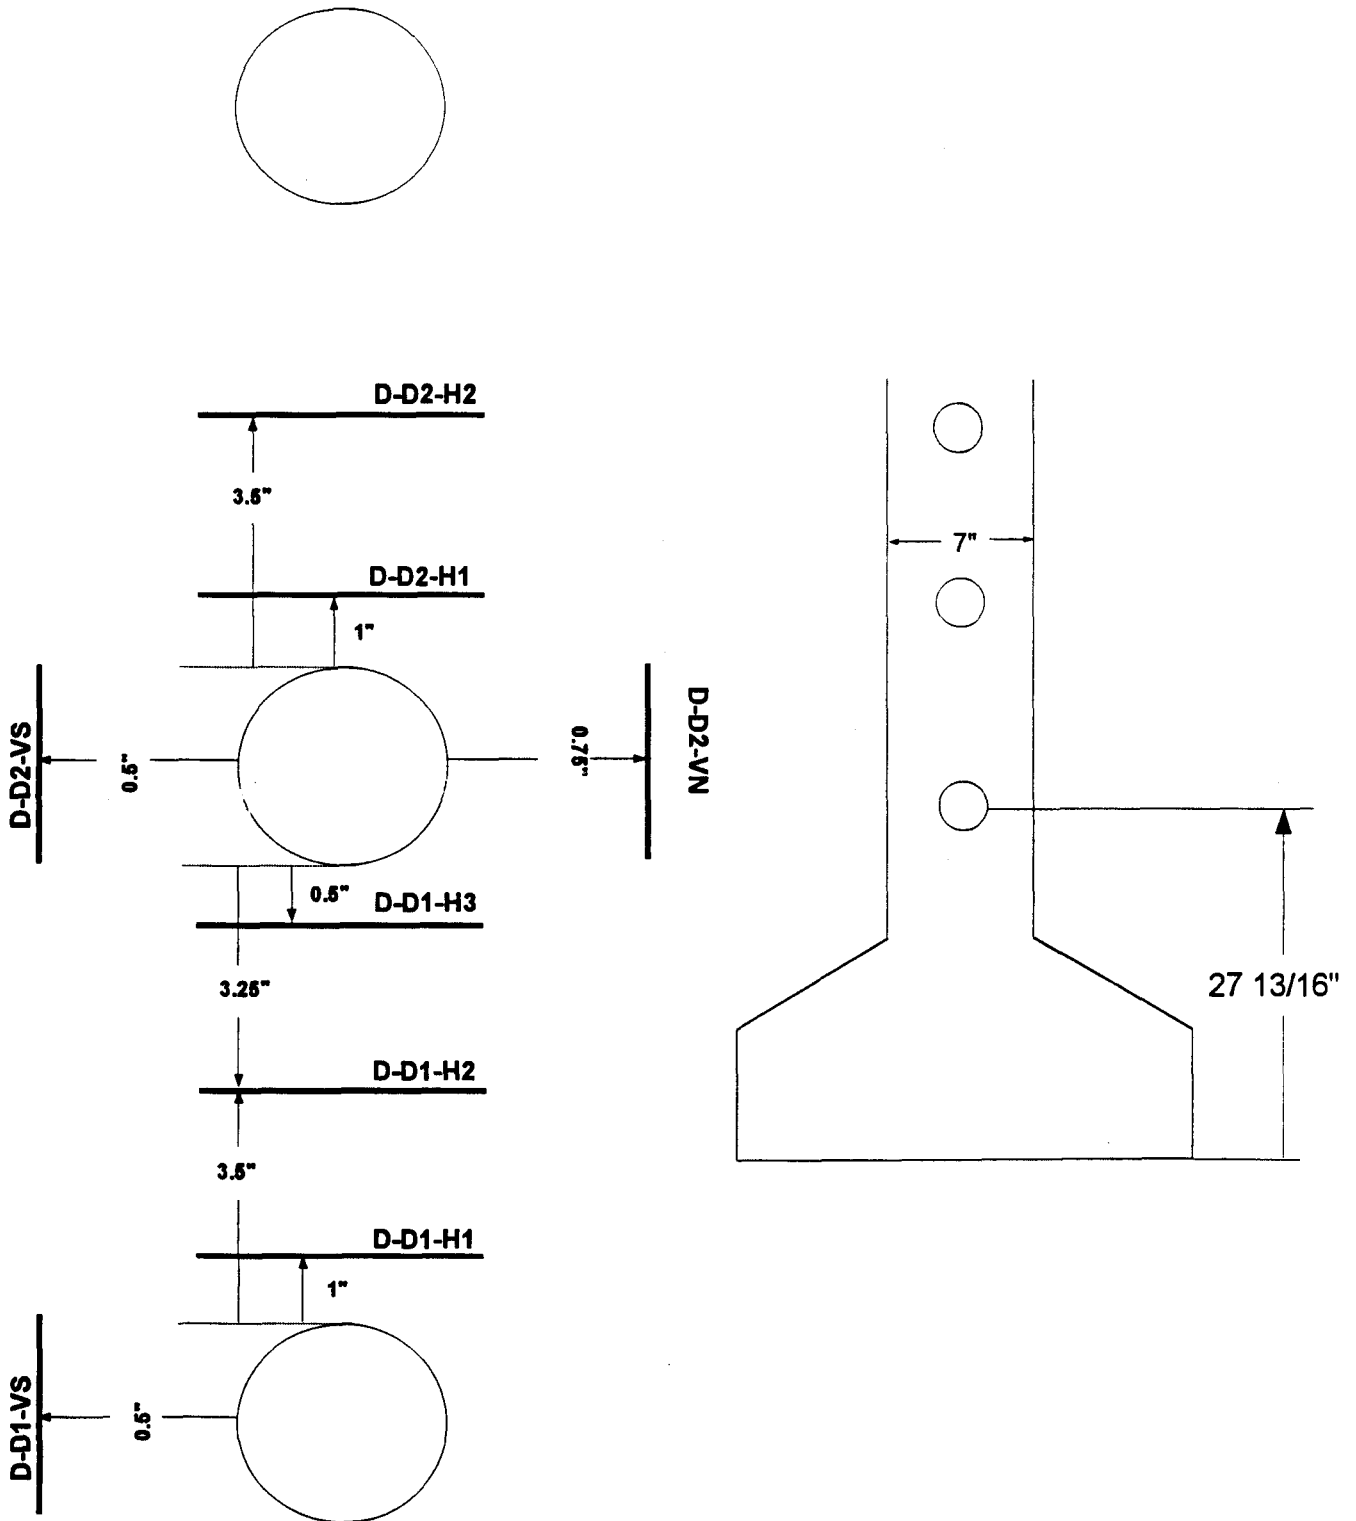 D-D2-H2
3.5"
D-D2-H1
7"
1"
D-D2-VS
0.5"
0.75"
D-D2-VN
0.5"
D-D1-H3
3.25"
27 13/16"
D-D1-H2
3.5"
D-D1-H1
1"
D-D1-VS
0.5"